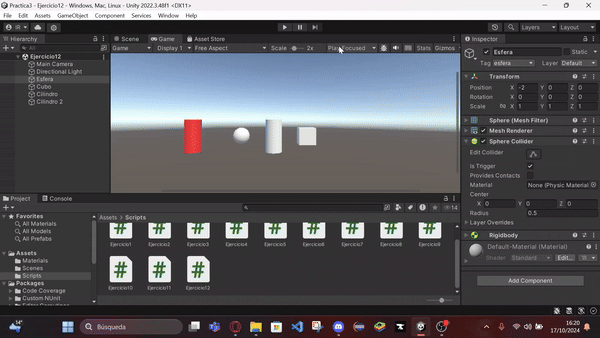 Practica3 - Ejercicio12 - Windows, Mac, Linux - Unity 2022.3.48f1 <DX11>
File Edit Assets GameObject Component Services Window Help
Layers Layout
Hierarchy
All
Ejercicio12
Main Camera
Directional Light
Esfera
Cubo
Cilindro
Cilindro 2
Scene Game Asset Store
Game Display 1 Free Aspect Scale 2x Play Focused Stats Gizmos
Inspector
Esfera Static
Tag esfera Layer Default
Transform
Position X -2 Y 0 Z 0
Rotation X 0 Y 0 Z 0
Scale X 1 Y 1 Z 1
Sphere (Mesh Filter)
Mesh Renderer
Sphere Collider
Edit Collider
Is Trigger
Provides Contacts
Material None (Physic Material
Center
X 0 Y 0 Z 0
Radius 0.5
Layer Overrides
Rigidbody
Default-Material (Material)
Shader Standard Edit...
Add Component
Project Console
14
Favorites
All Materials
All Models
All Prefabs
Assets
Materials
Scenes
Scripts
Packages
Code Coverage
Custom NUnit
Assets > Scripts
Ejercicio1 Ejercicio2 Ejercicio3 Ejercicio4 Ejercicio5 Ejercicio6 Ejercicio7 Ejercicio8 Ejercicio9
Ejercicio10 Ejercicio11 Ejercicio12
14°
Búsqueda
16:20
17/10/2024